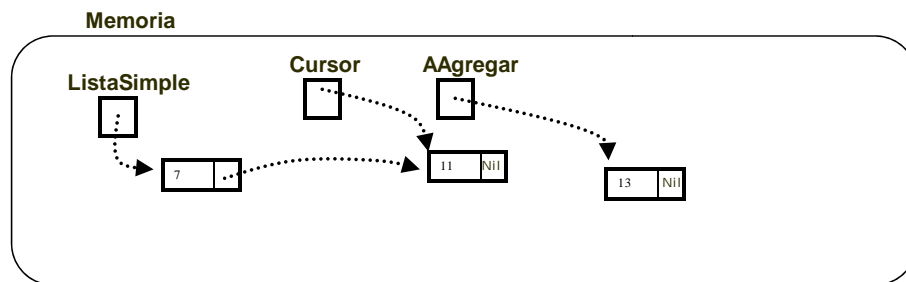 Memoria
Cursor AAgregar
ListaSimple
11 Nil
7
13 Nil